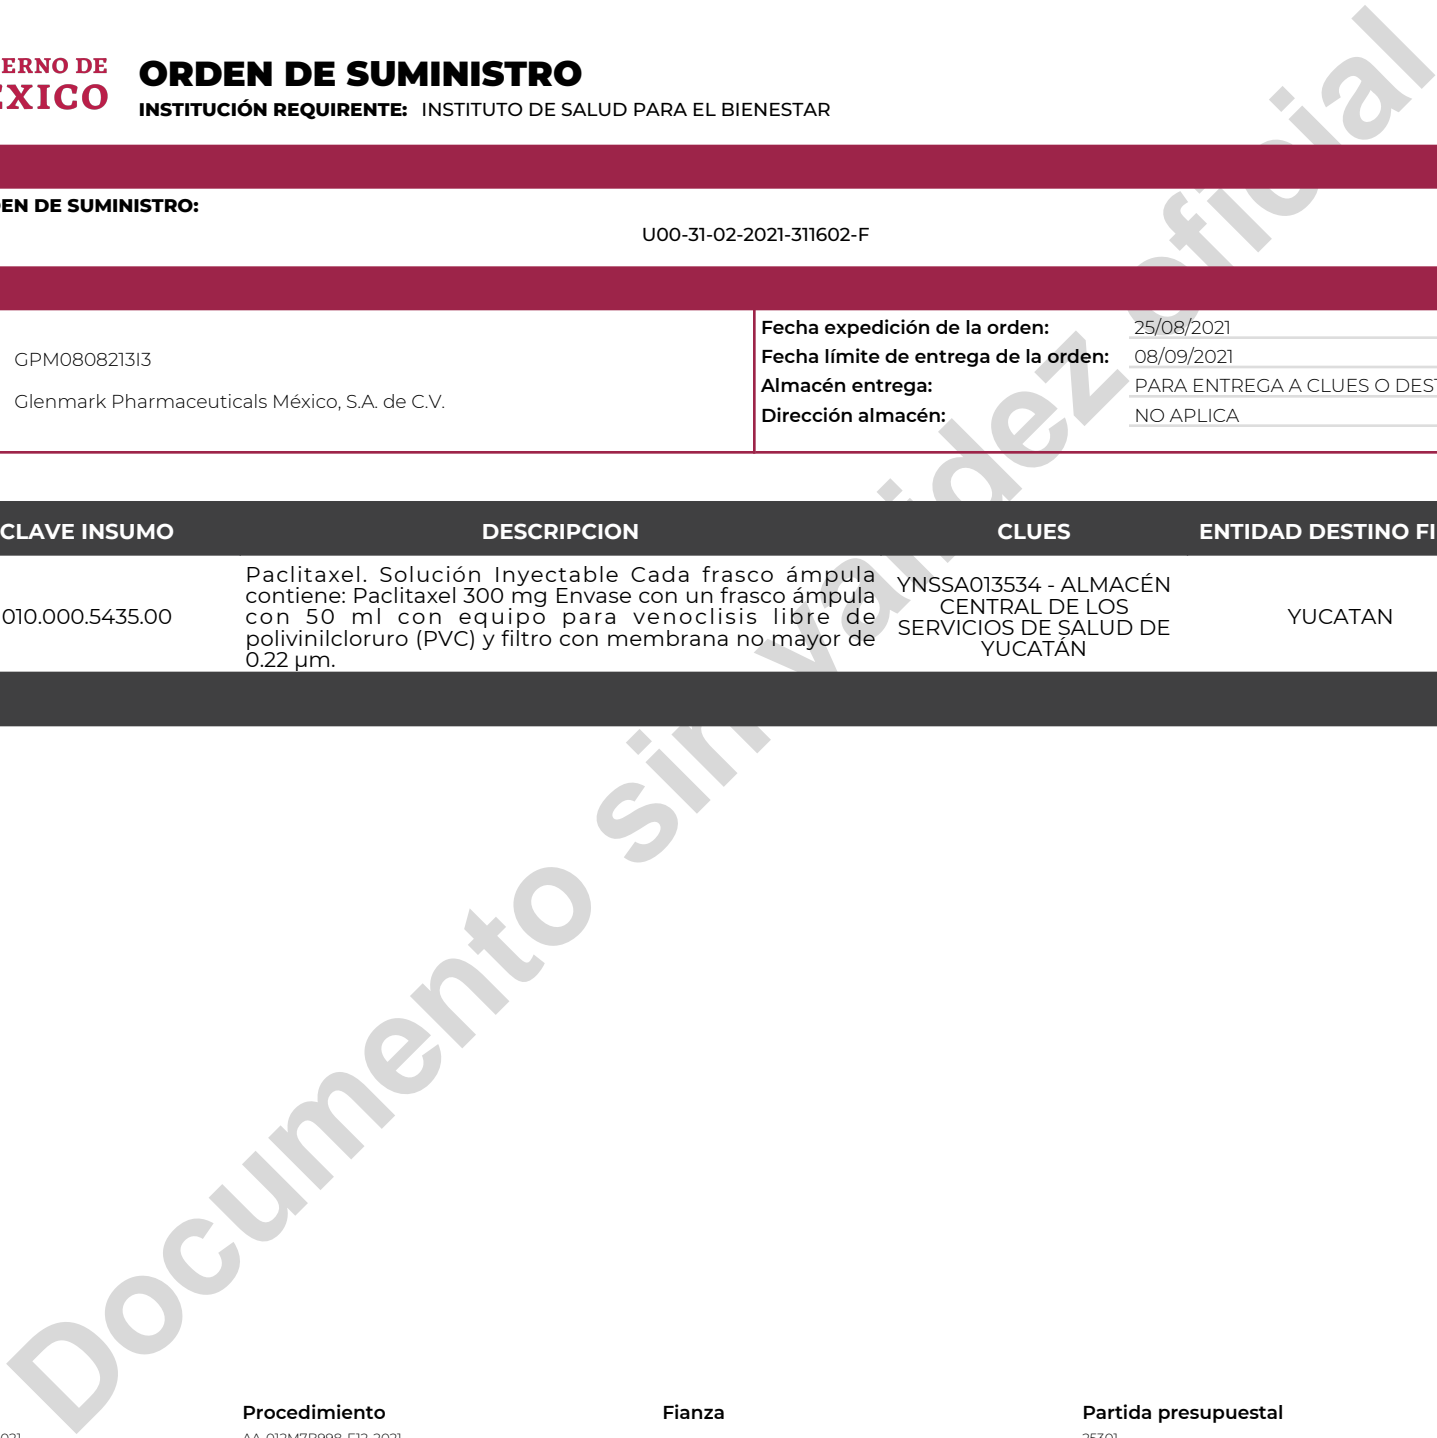 ERNO DE
ORDEN DE SUMINISTRO
INSTITUCIÓN REQUIRENTE: INSTITUTO DE SALUD PARA EL BIENESTAR
EN DE SUMINISTRO:
U00-31-02-2021-311602-F
GPM0808213I3
Glenmark Pharmaceuticals México, S.A. de C.V.
Fecha expedición de la orden: 25/08/2021
Fecha límite de entrega de la orden: 08/09/2021
Almacén entrega: PARA ENTREGA A CLUES O DEST
Dirección almacén: NO APLICA
CLAVE INSUMO DESCRIPCION CLUES ENTIDAD DESTINO FI
010.000.5435.00
Paclitaxel. Solución Inyectable Cada frasco ámpula
contiene: Paclitaxel 300 mg Envase con un frasco ámpula
con 50 ml con equipo para venoclisis libre de
polivinilcloruro (PVC) y filtro con membrana no mayor de
0.22 µm.
YNSSA013534 - ALMACÉN
CENTRAL DE LOS
SERVICIOS DE SALUD DE
YUCATÁN
YUCATAN
Documento sin validez oficial
Procedimiento Fianza Partida presupuestal